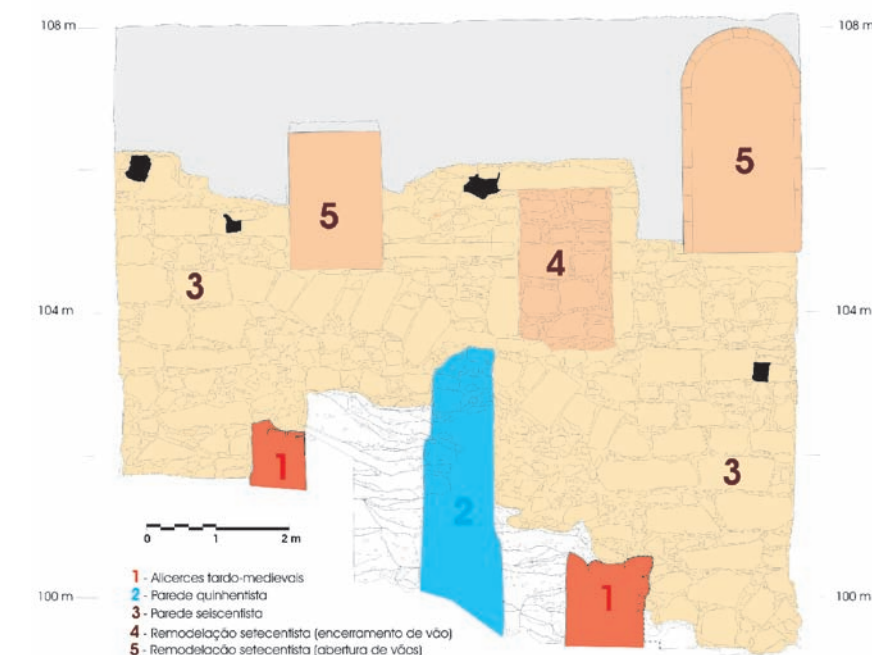 108 m
108 m
5
5
4
3
104 m
104 m
3
1
2
0 1 2 m
1
100 m
100 m
1 - Alicerces tardo-medievais
2 - Parede quinhentista
3 - Parede seiscentista
4 - Remodelação setecentista (encerramento de vão)
5 - Remodelação setecentista (abertura de vãos)